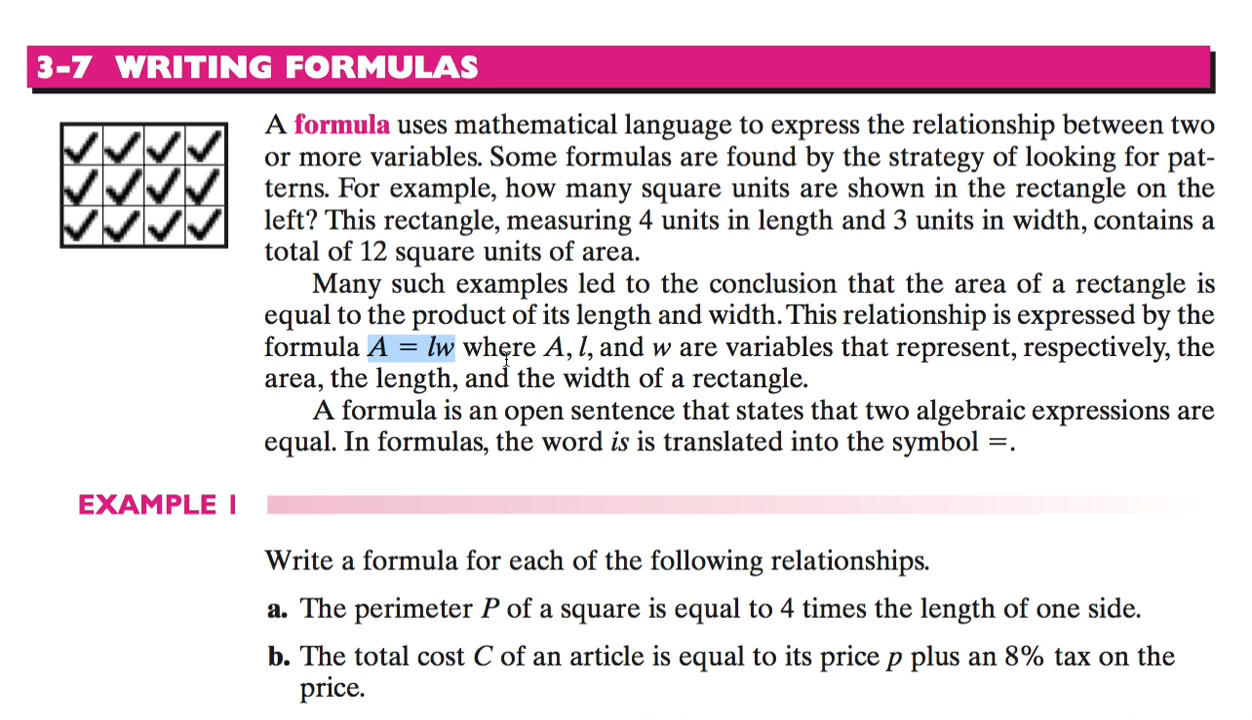 3-7 WRITING FORMULAS
A formula uses mathematical language to express the relationship between two
or more variables. Some formulas are found by the strategy of looking for pat-
terns. For example, how many square units are shown in the rectangle on the
left? This rectangle, measuring 4 units in length and 3 units in width, contains a
total of 12 square units of area.
Many such examples led to the conclusion that the area of a rectangle is
equal to the product of its length and width. This relationship is expressed by the
formula A = lw where A, l, and w are variables that represent, respectively, the
area, the length, and the width of a rectangle.
A formula is an open sentence that states that two algebraic expressions are
equal. In formulas, the word is is translated into the symbol =.
EXAMPLE 1
Write a formula for each of the following relationships.
a. The perimeter P of a square is equal to 4 times the length of one side.
b. The total cost C of an article is equal to its price p plus an 8% tax on the
price.